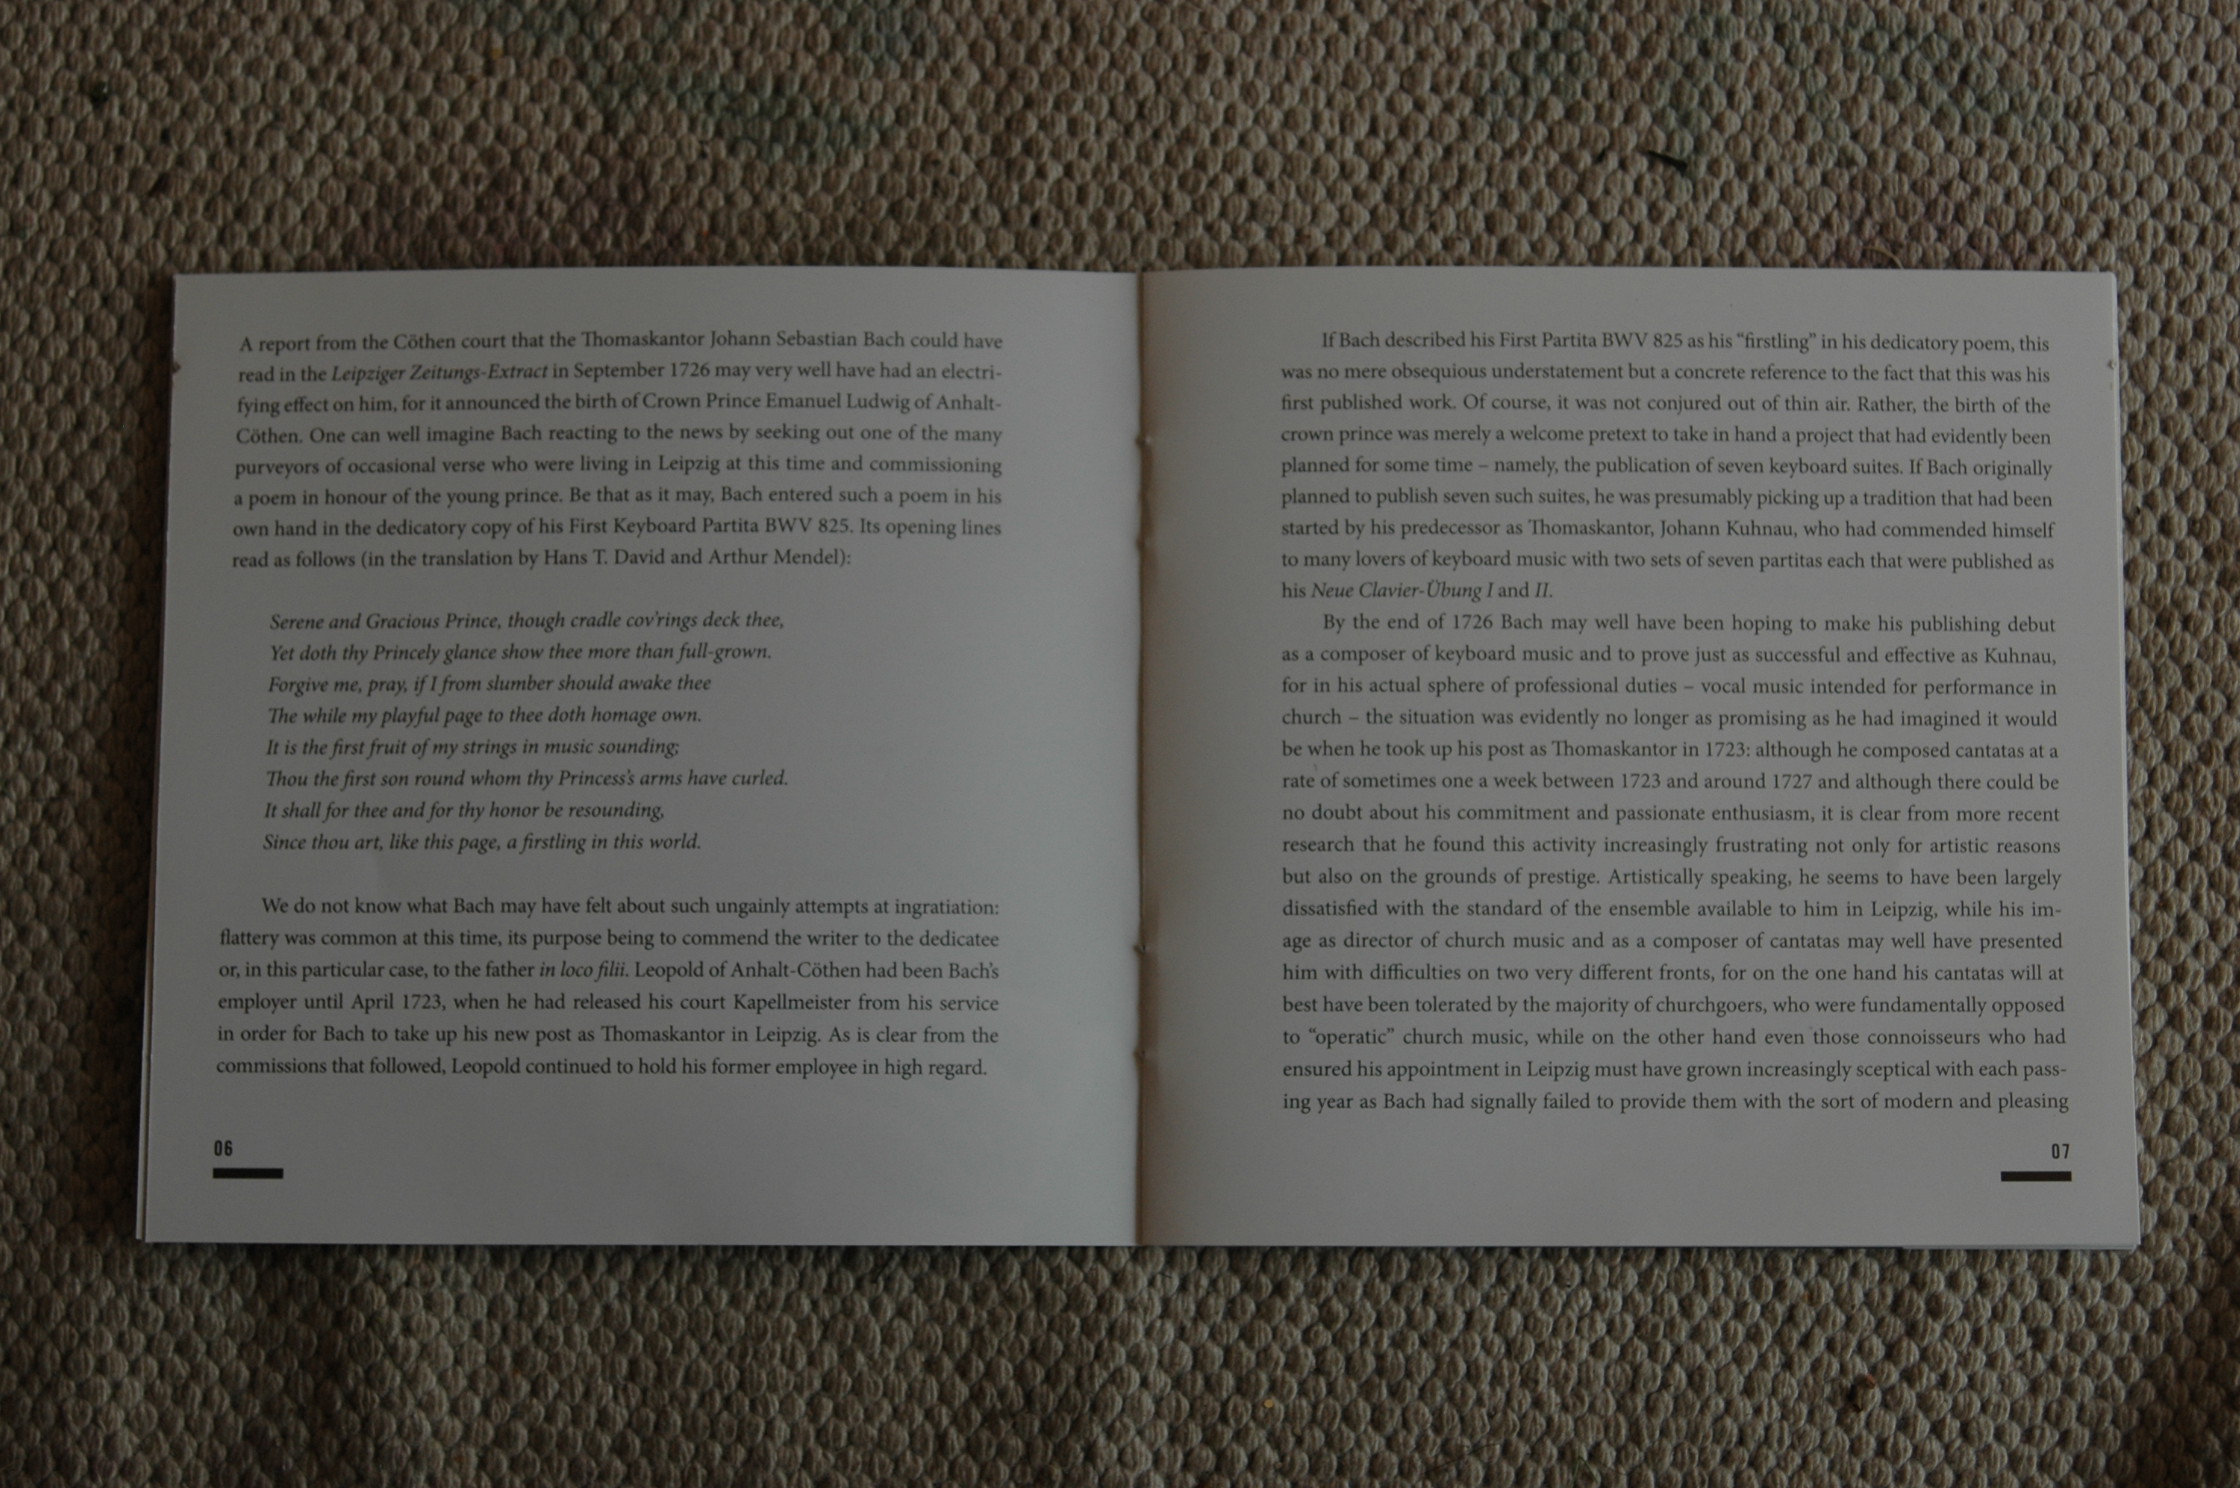 A report from the Cöthen court that the Thomaskantor Johann Sebastian Bach could have
read in the Leipziger Zeitungs-Extract in September 1726 may very well have had an electri-
fying effect on him, for it announced the birth of Crown Prince Emanuel Ludwig of Anhalt-
Cöthen. One can well imagine Bach reacting to the news by seeking out one of the many
purveyors of occasional verse who were living in Leipzig at this time and commissioning
a poem in honour of the young prince. Be that as it may, Bach entered such a poem in his
own hand in the dedicatory copy of his First Keyboard Partita BWV 825. Its opening lines
read as follows (in the translation by Hans T. David and Arthur Mendel):
Serene and Gracious Prince, though cradle cov'rings deck thee,
Yet doth thy Princely glance show thee more than full-grown.
Forgive me, pray, if I from slumber should awake thee
The while my playful page to thee doth homage own.
It is the first fruit of my strings in music sounding;
Thou the first son round whom thy Princess's arms have curled.
It shall for thee and for thy honor be resounding,
Since thou art, like this page, a firstling in this world.
We do not know what Bach may have felt about such ungainly attempts at ingratiation:
flattery was common at this time, its purpose being to commend the writer to the dedicatee
or, in this particular case, to the father in loco filii. Leopold of Anhalt-Cöthen had been Bach's
employer until April 1723, when he had released his court Kapellmeister from his service
in order for Bach to take up his new post as Thomaskantor in Leipzig. As is clear from the
commissions that followed, Leopold continued to hold his former employee in high regard.
06
If Bach described his First Partita BWV 825 as his “firstling” in his dedicatory poem, this
was no mere obsequious understatement but a concrete reference to the fact that this was his
first published work. Of course, it was not conjured out of thin air. Rather, the birth of the
crown prince was merely a welcome pretext to take in hand a project that had evidently been
planned for some time – namely, the publication of seven keyboard suites. If Bach originally
planned to publish seven such suites, he was presumably picking up a tradition that had been
started by his predecessor as Thomaskantor, Johann Kuhnau, who had commended himself
to many lovers of keyboard music with two sets of seven partitas each that were published as
his Neue Clavier-Übung I and II.
By the end of 1726 Bach may well have been hoping to make his publishing debut
as a composer of keyboard music and to prove just as successful and effective as Kuhnau,
for in his actual sphere of professional duties – vocal music intended for performance in
church – the situation was evidently no longer as promising as he had imagined it would
be when he took up his post as Thomaskantor in 1723: although he composed cantatas at a
rate of sometimes one a week between 1723 and around 1727 and although there could be
no doubt about his commitment and passionate enthusiasm, it is clear from more recent
research that he found this activity increasingly frustrating not only for artistic reasons
but also on the grounds of prestige. Artistically speaking, he seems to have been largely
dissatisfied with the standard of the ensemble available to him in Leipzig, while his im-
age as director of church music and as a composer of cantatas may well have presented
him with difficulties on two very different fronts, for on the one hand his cantatas will at
best have been tolerated by the majority of churchgoers, who were fundamentally opposed
to “operatic” church music, while on the other hand even those connoisseurs who had
ensured his appointment in Leipzig must have grown increasingly sceptical with each pass-
ing year as Bach had signally failed to provide them with the sort of modern and pleasing
07